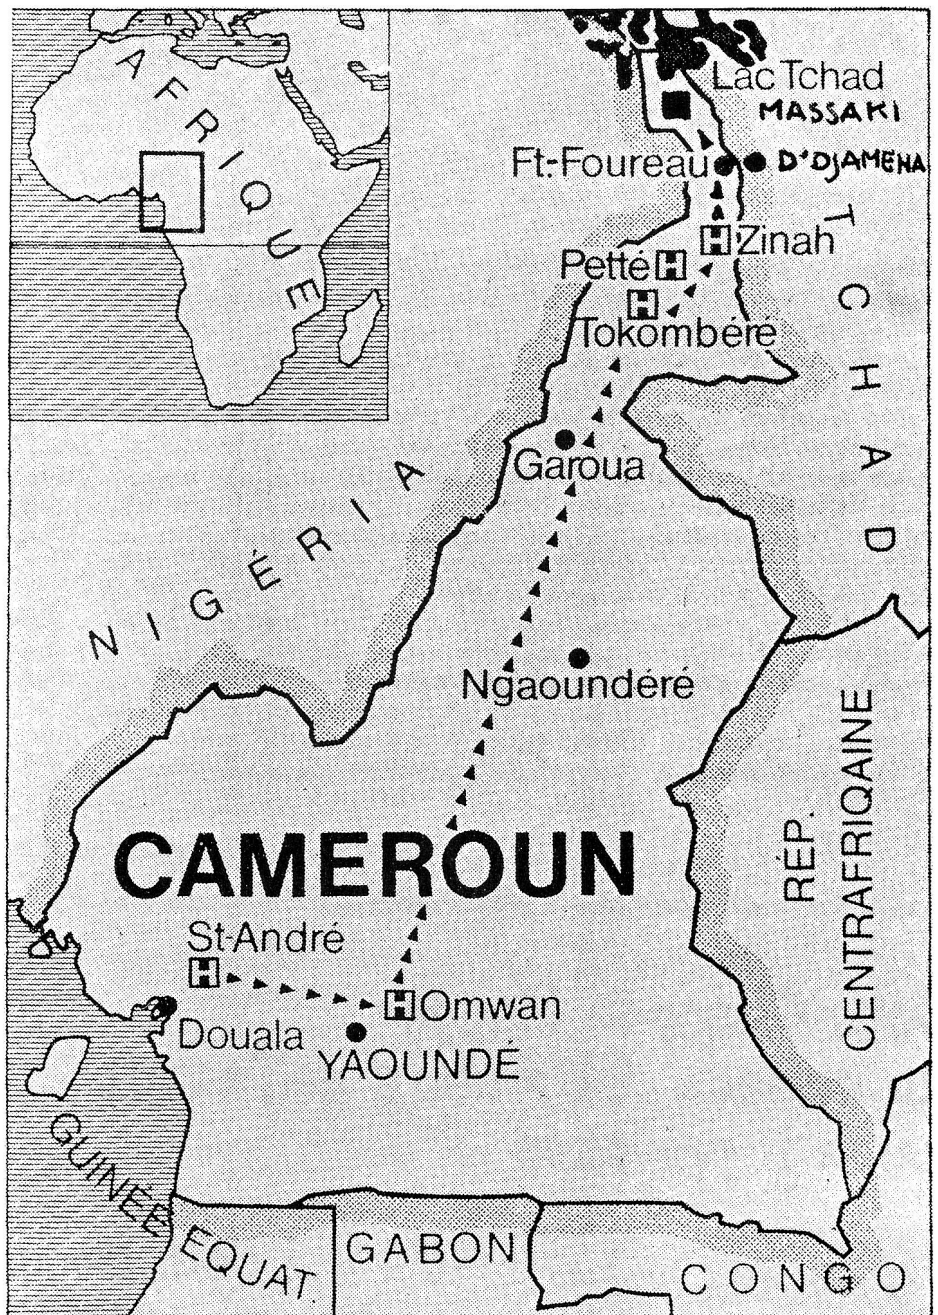 AFRIQUE
Lac Tchad
MASSAKI
Ft.-Foureau
D'DJAMENA
TCHAD
H Zinah
Petté H
H
Tokombéré
Garoua
NIGÉRIA
Ngaoundéré
RÉP.
CENTRAFRIQAINE
CAMEROUN
St-André
H
H Omwan
Douala
YAOUNDÉ
GUINÉE
ÉQUAT.
GABON
CONGO